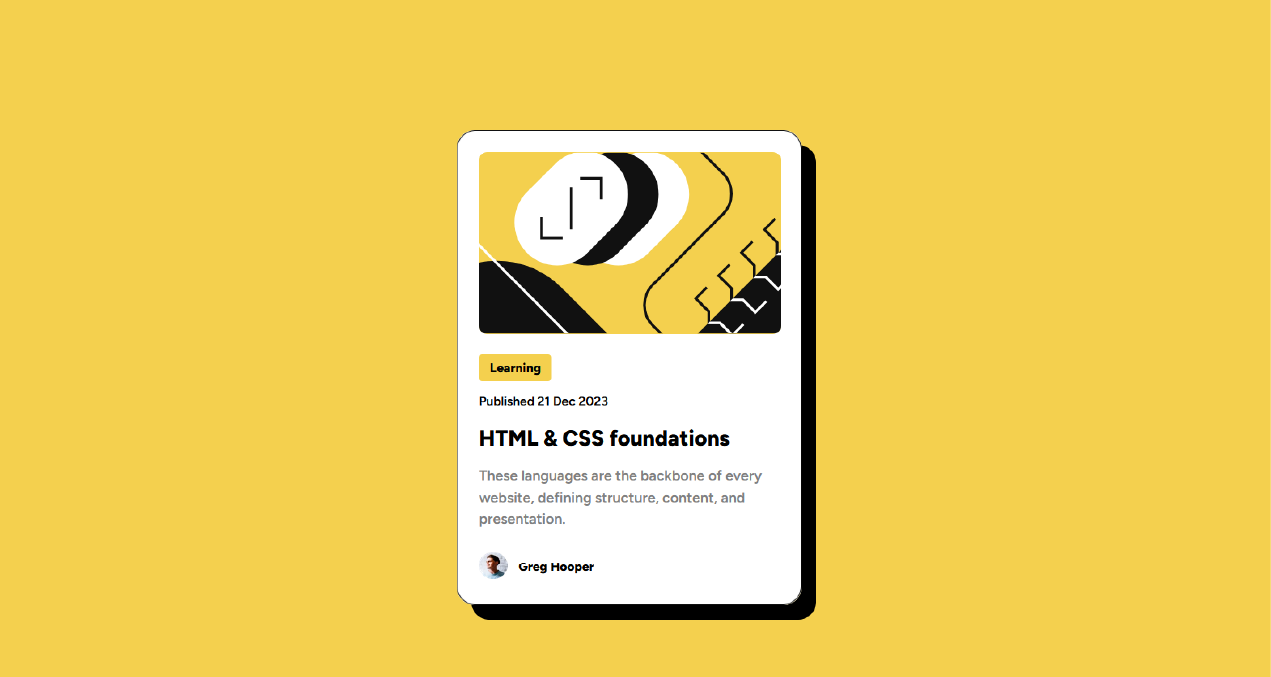 Learning
Published 21 Dec 2023
HTML & CSS foundations
These languages are the backbone of every
website, defining structure, content, and
presentation.
Greg Hooper